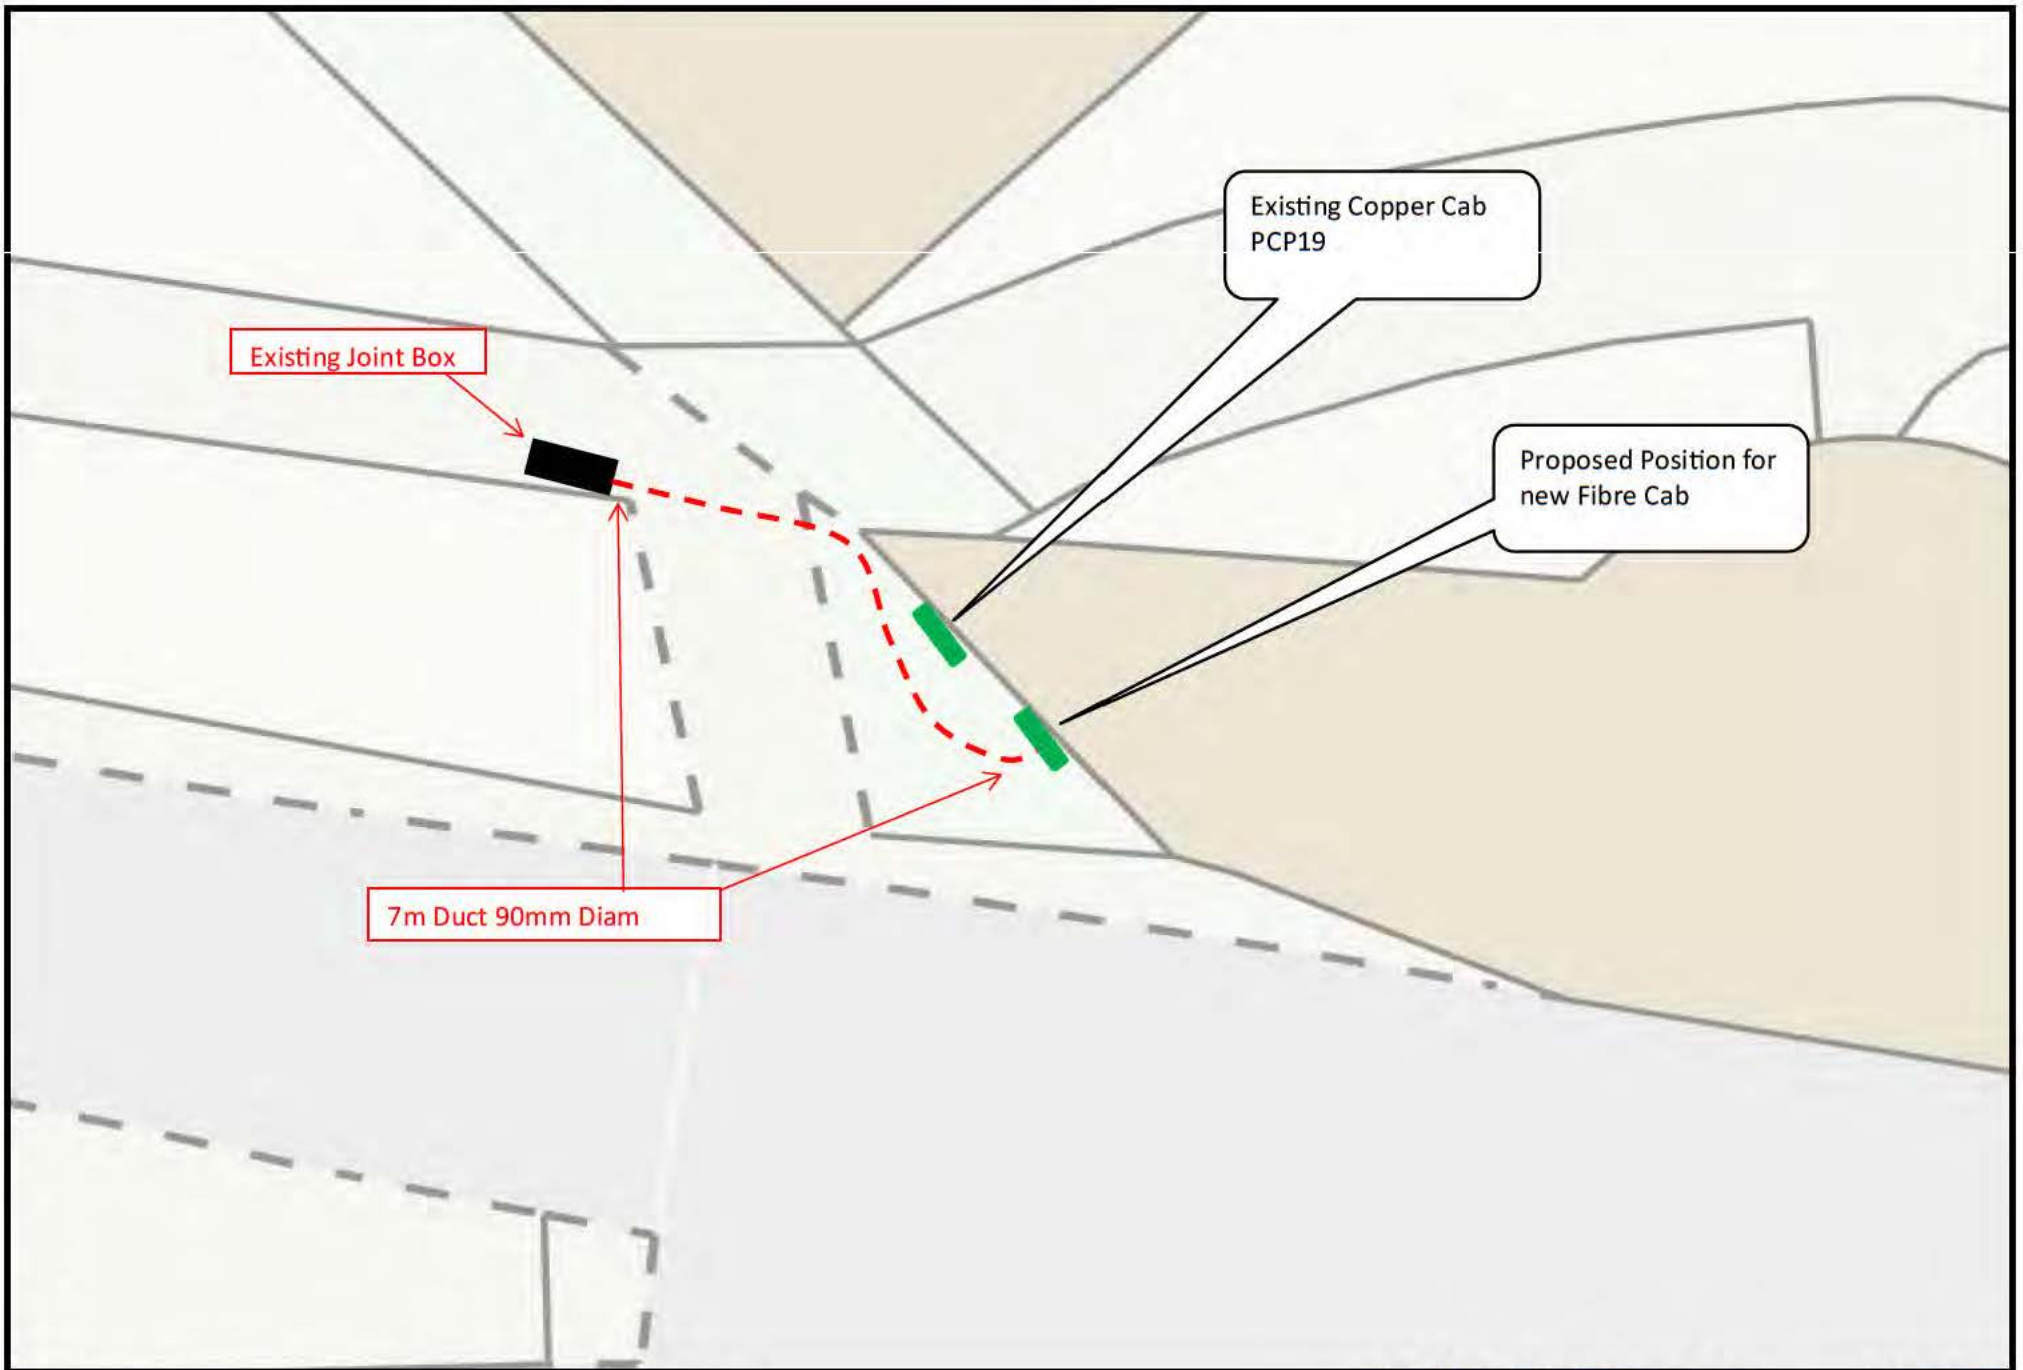 Existing Copper Cab
PCP19
Existing Joint Box
Proposed Position for
new Fibre Cab
7m Duct 90mm Diam